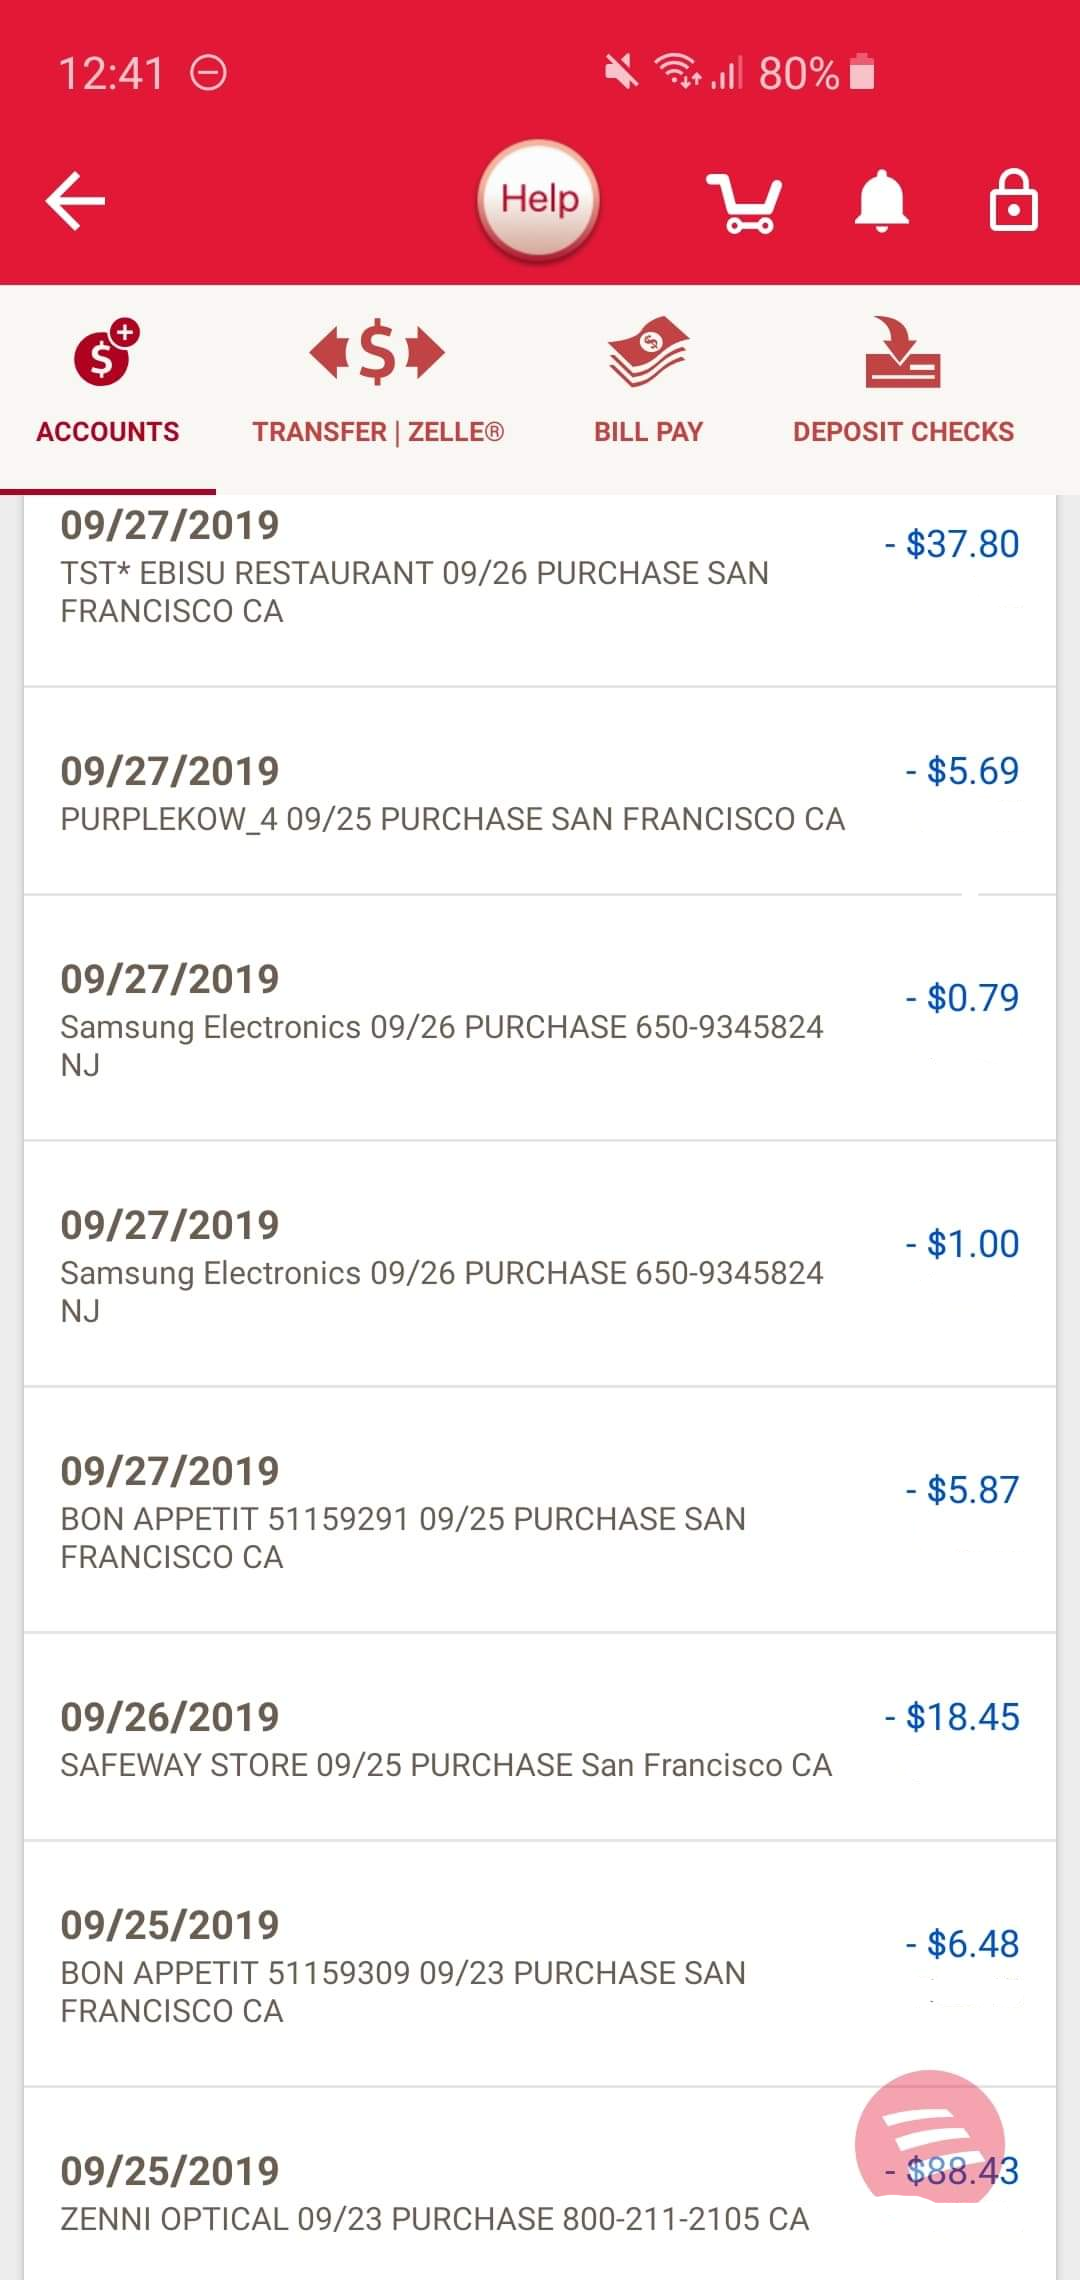 12:41 80%
Help
ACCOUNTS TRANSFER | ZELLE® BILL PAY DEPOSIT CHECKS
09/27/2019
- $37.80
TST* EBISU RESTAURANT 09/26 PURCHASE SAN
FRANCISCO CA
09/27/2019
- $5.69
PURPLEKOW_4 09/25 PURCHASE SAN FRANCISCO CA
09/27/2019
- $0.79
Samsung Electronics 09/26 PURCHASE 650-9345824
NJ
09/27/2019
- $1.00
Samsung Electronics 09/26 PURCHASE 650-9345824
NJ
09/27/2019
- $5.87
BON APPETIT 51159291 09/25 PURCHASE SAN
FRANCISCO CA
09/26/2019
- $18.45
SAFEWAY STORE 09/25 PURCHASE San Francisco CA
09/25/2019
- $6.48
BON APPETIT 51159309 09/23 PURCHASE SAN
FRANCISCO CA
09/25/2019
- $88.43
ZENNI OPTICAL 09/23 PURCHASE 800-211-2105 CA